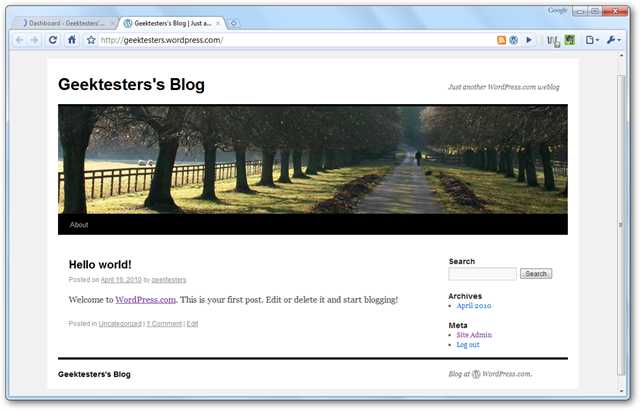 Google
Dashboard - Geektesters'...
Geektesters's Blog | Just a...
http://geektesters.wordpress.com/
Geektesters's Blog
Just another WordPress.com weblog
About
Hello world!
Posted on April 19, 2010 by geektesters
Welcome to WordPress.com. This is your first post. Edit or delete it and start blogging!
Posted in Uncategorized | 1 Comment | Edit
Search
Search
Archives
April 2010
Meta
Site Admin
Log out
Geektesters's Blog
Blog at WordPress.com.